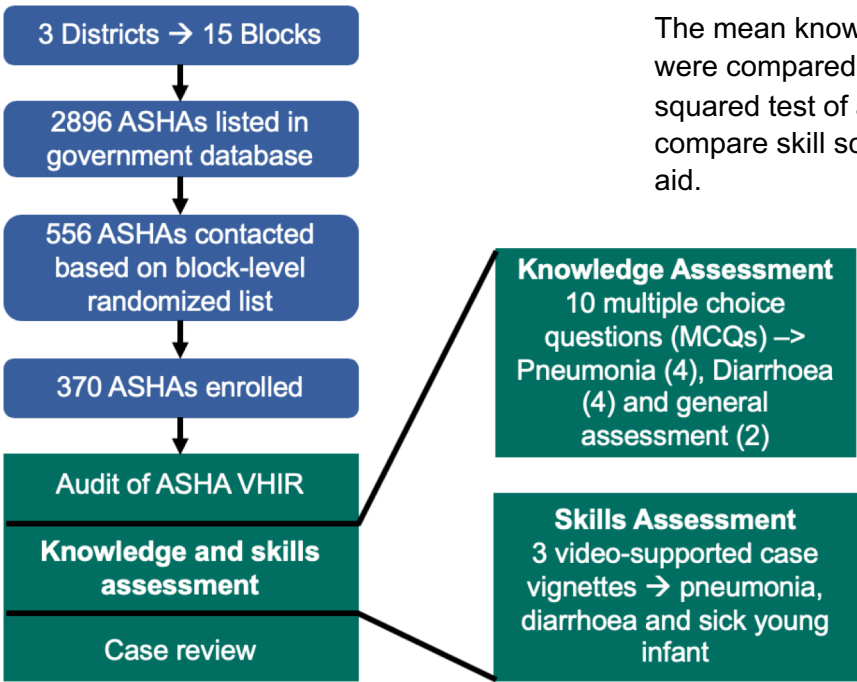 3 Districts → 15 Blocks
2896 ASHAs listed in
government database
556 ASHAs contacted
based on block-level
randomized list
370 ASHAs enrolled
Audit of ASHA VHIR
Knowledge and skills
assessment
Case review
The mean know
were compared
squared test of
compare skill
aid.
Knowledge Assessment
10 multiple choice
questions (MCQs) –>
Pneumonia (4), Diarrhoea
(4) and general
assessment (2)
Skills Assessment
3 video-supported case
vignettes → pneumonia,
diarrhoea and sick young
infant